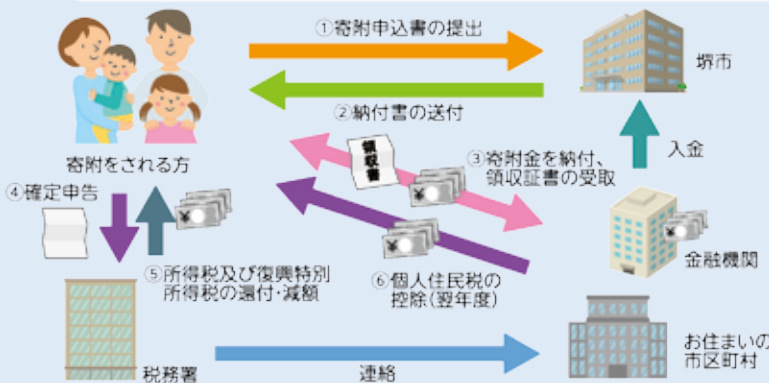 ①寄附申込書の提出
堺市
②納付書の送付
寄附をされる方
領収書
③寄附金を納付、
領収証書の受取
入金
④確定申告
¥
¥
¥
金融機関
⑤所得税及び復興特別
所得税の還付・減額
⑥個人住民税の
控除(翌年度)
¥
税務署
連絡
お住まいの
市区町村